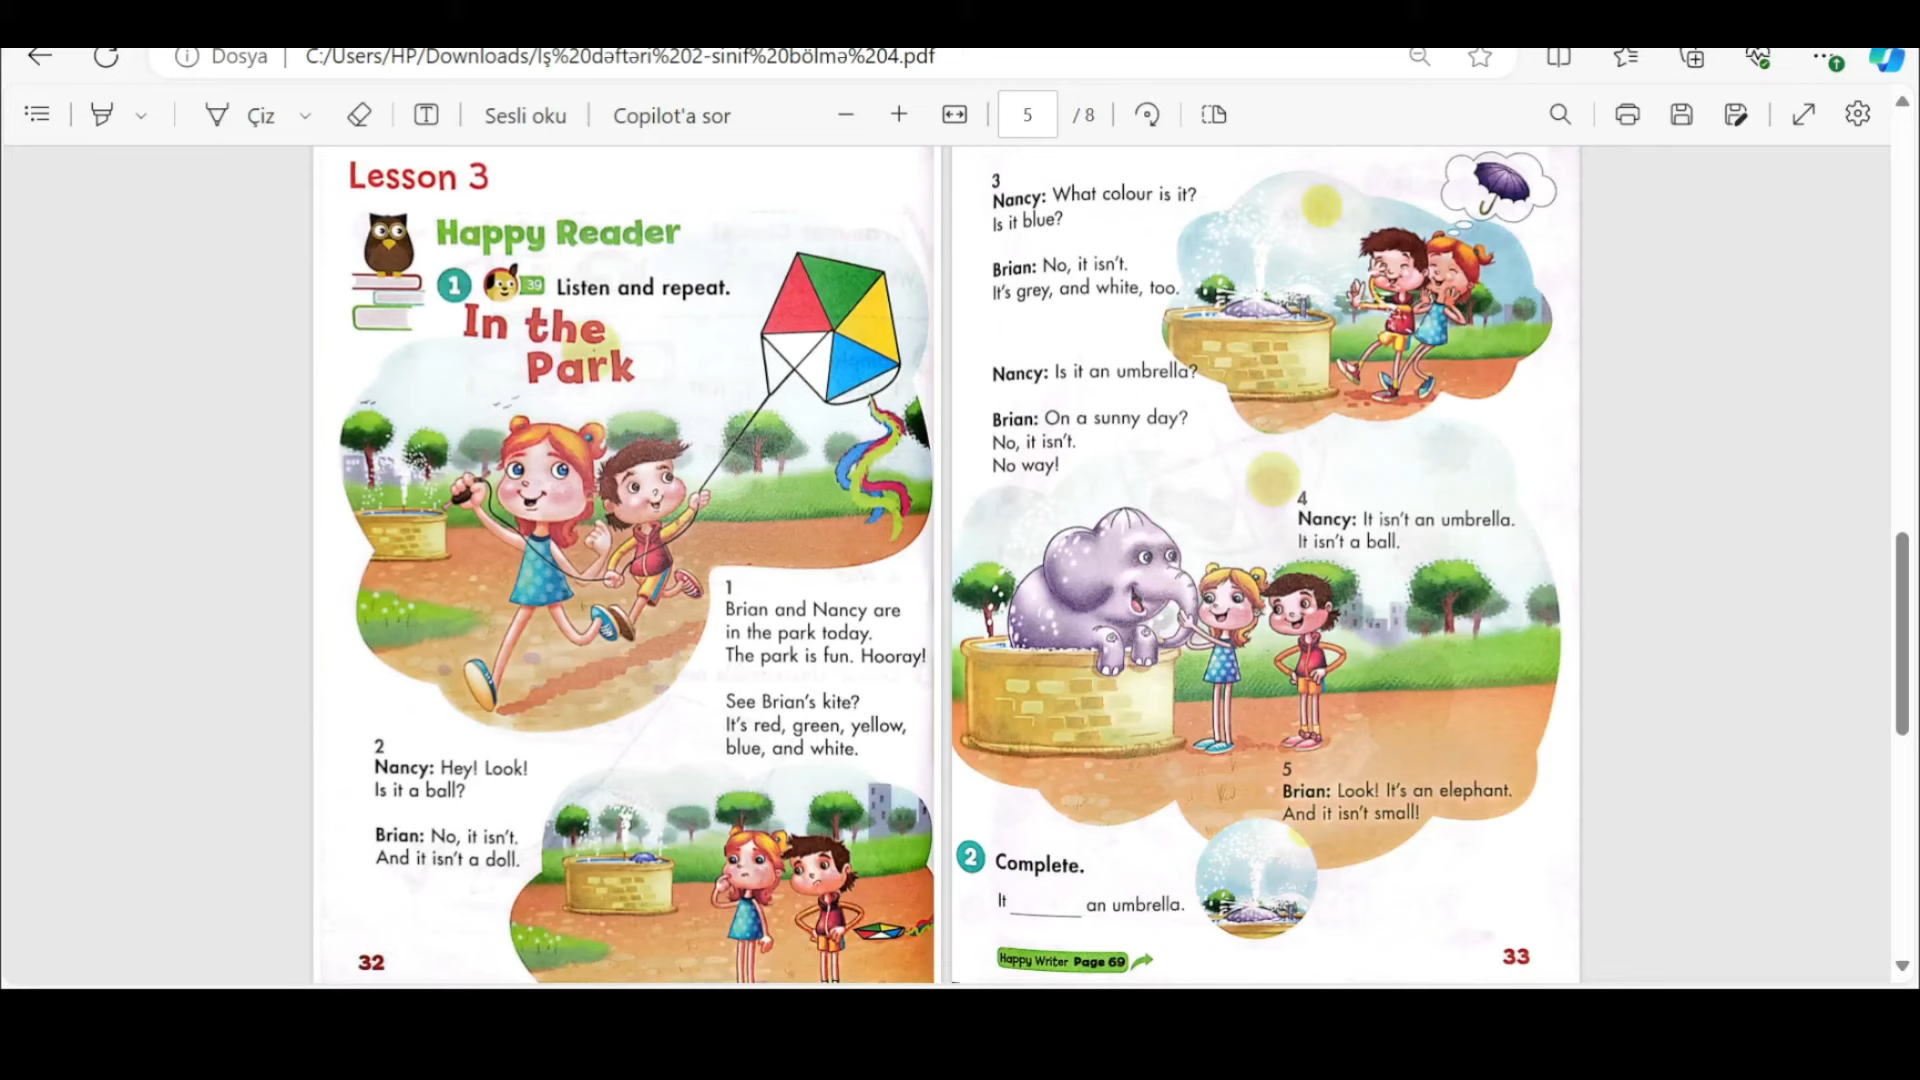 Dosya | C:/Users/HP/Downloads/İş%20dəftəri%202-sinif%20bölmə%204.pdf
Çiz
Sesli oku
Copilot'a sor
5 / 8
Lesson 3
Happy Reader
1 39 Listen and repeat.
In the
Park
1
Brian and Nancy are
in the park today.
The park is fun. Hooray!
See Brian's kite?
It's red, green, yellow,
blue, and white.
2
Nancy: Hey! Look!
Is it a ball?
Brian: No, it isn't.
And it isn't a doll.
32
3
Nancy: What colour is it?
Is it blue?
Brian: No, it isn't.
It's grey, and white, too.
Nancy: Is it an umbrella?
Brian: On a sunny day?
No, it isn't.
No way!
4
Nancy: It isn't an umbrella.
It isn't a ball.
5
Brian: Look! It's an elephant.
And it isn't small!
2 Complete.
It ________ an umbrella.
Happy Writer Page 69
33